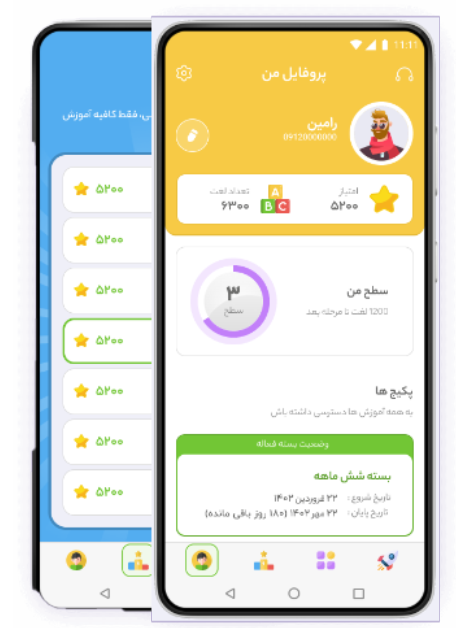 11:11
پروفایل من
رامین
09120000000
امتیاز
۵۲۰۰
تعداد لغت
۶۳۰۰
A
B C
سطح من
1200 لغت تا مرحله بعد
۳
سطح
پکیج ها
به همه آموزش ها دسترسی داشته باش
وضعیت بسته فعاله
بسته شش ماهه
تاریخ شروع : ۲۲ فروردین ۱۴۰۲
تاریخ پایان : ۲۲ مهر ۱۴۰۲ (۱۸۰ روز باقی مانده)
فقط کافیه آموزش
۵۲۰۰
۵۲۰۰
۵۲۰۰
۵۲۰۰
۵۲۰۰
۵۲۰۰
۵۲۰۰